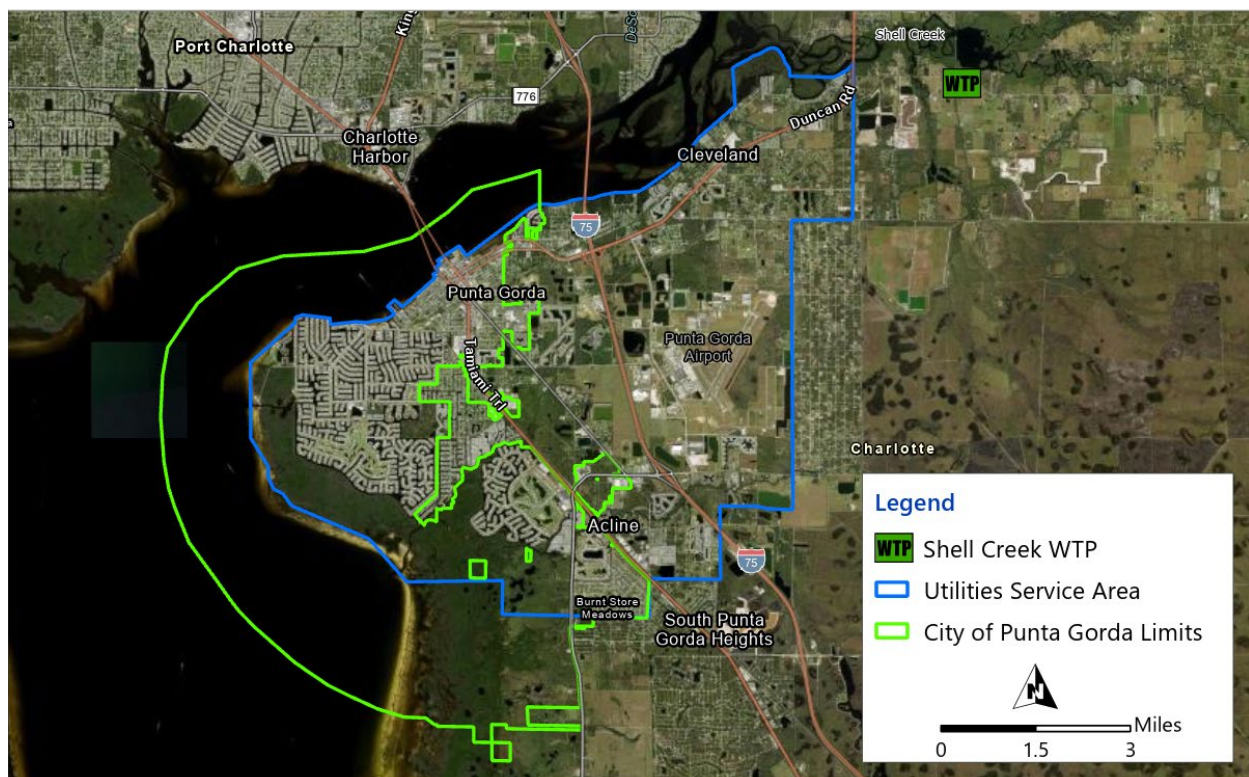 Port Charlotte
King
DeSo
Shell Creek
WTP
776
Duncan Rd
Charlotte
Harbor
Cleveland
75
Punta Gorda
Punta Gorda
Airport
Tamiami Trl
Charlotte
Acline
75
Burnt Store
Meadows
South Punta
Gorda Heights
Legend
WTP Shell Creek WTP
Utilities Service Area
City of Punta Gorda Limits
N
Miles
0 1.5 3